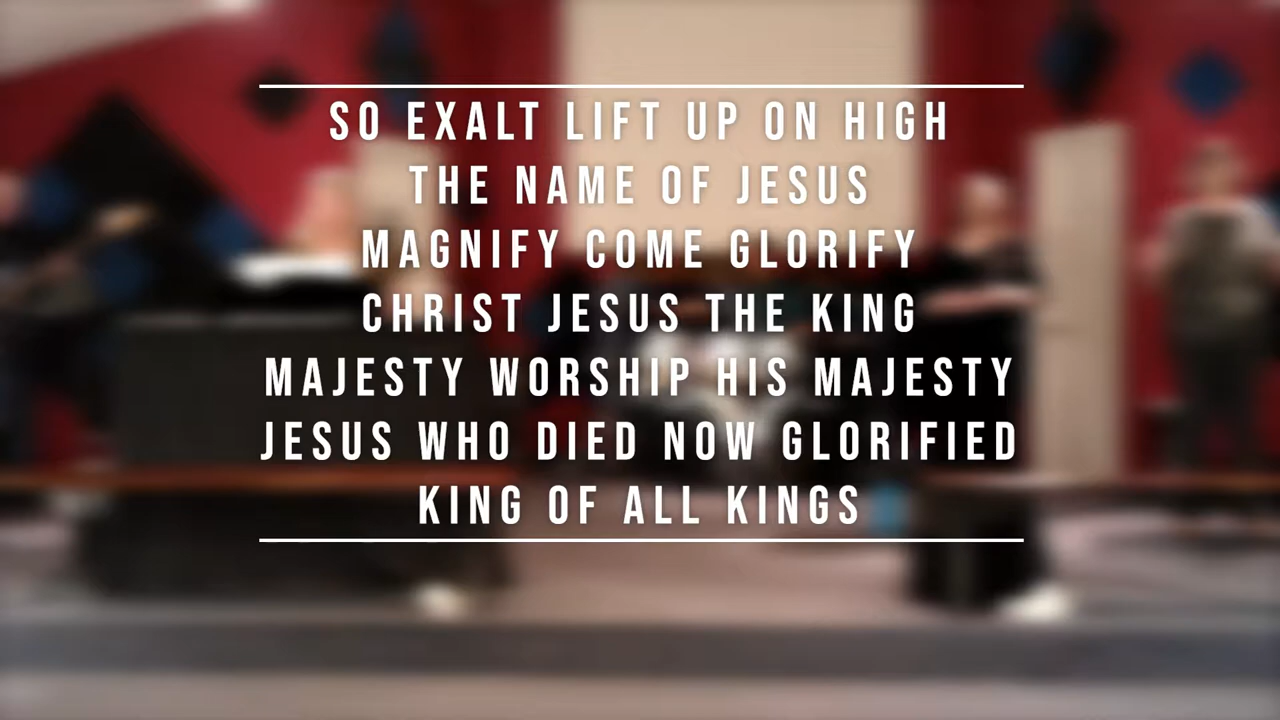 SO EXALT LIFT UP ON HIGH
THE NAME OF JESUS
MAGNIFY COME GLORIFY
CHRIST JESUS THE KING
MAJESTY WORSHIP HIS MAJESTY
JESUS WHO DIED NOW GLORIFIED
KING OF ALL KINGS